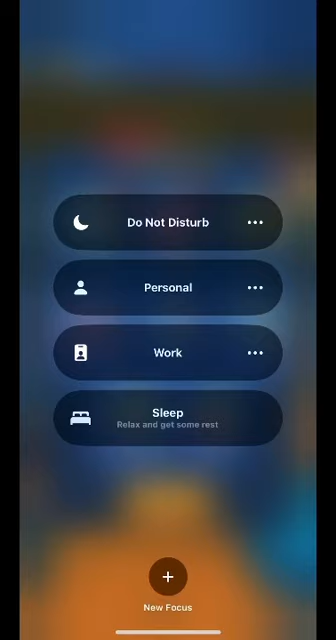 Do Not Disturb
Personal
Work
Sleep
Relax and get some rest
New Focus